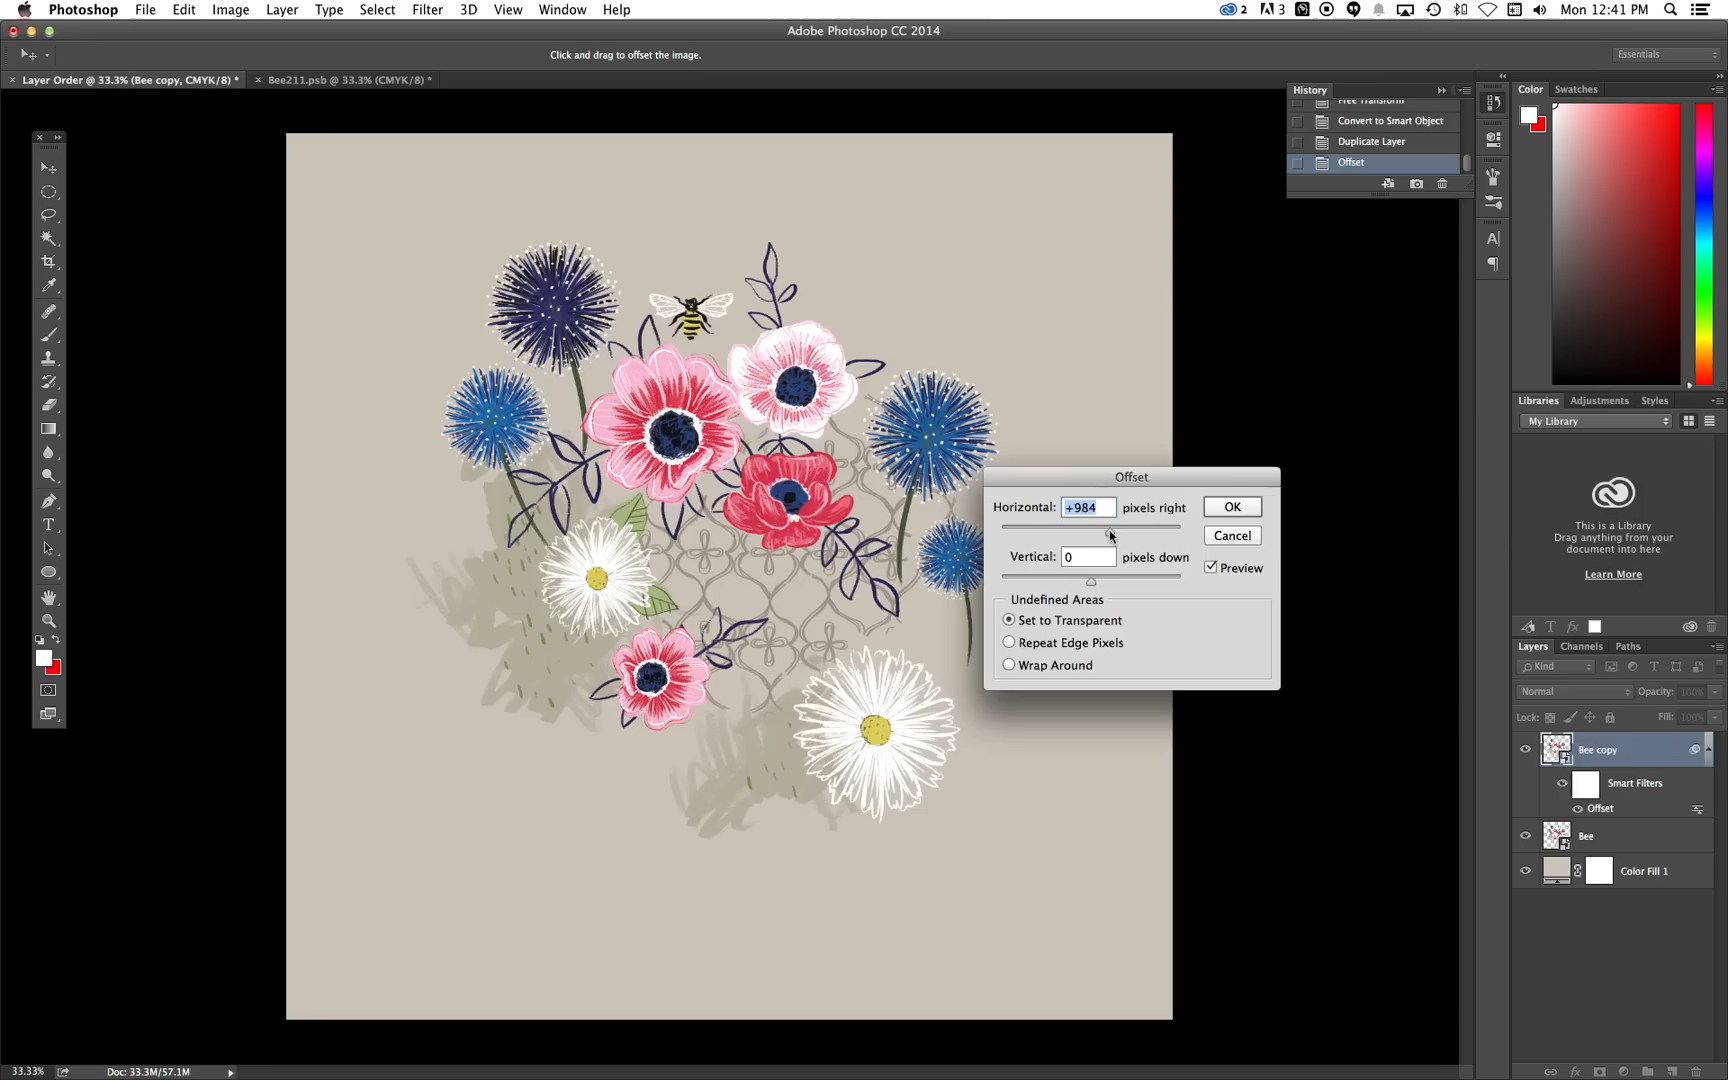 Photoshop File Edit Image Layer Type Select Filter 3D View Window Help 2 3 Mon 12:41 PM
Adobe Photoshop CC 2014
Click and drag to offset the image. Essentials
Layer Order @ 33.3% (Bee copy, CMYK/8) * Bee211.psb @ 33.3% (CMYK/8) *
History
Free Transform
Convert to Smart Object
Duplicate Layer
Offset
Color Swatches
Libraries Adjustments Styles
My Library
This is a Library
Drag anything from your
document into here
Learn More
Offset
Horizontal: +984 pixels right OK
Cancel
Vertical: 0 pixels down
Preview
Undefined Areas
Set to Transparent
Repeat Edge Pixels
Wrap Around
Layers Channels Paths
Kind
Normal Opacity: 100%
Lock: Fill: 100%
Bee copy
Smart Filters
Offset
Bee
Color Fill 1
33.33% Doc: 33.3M/57.1M